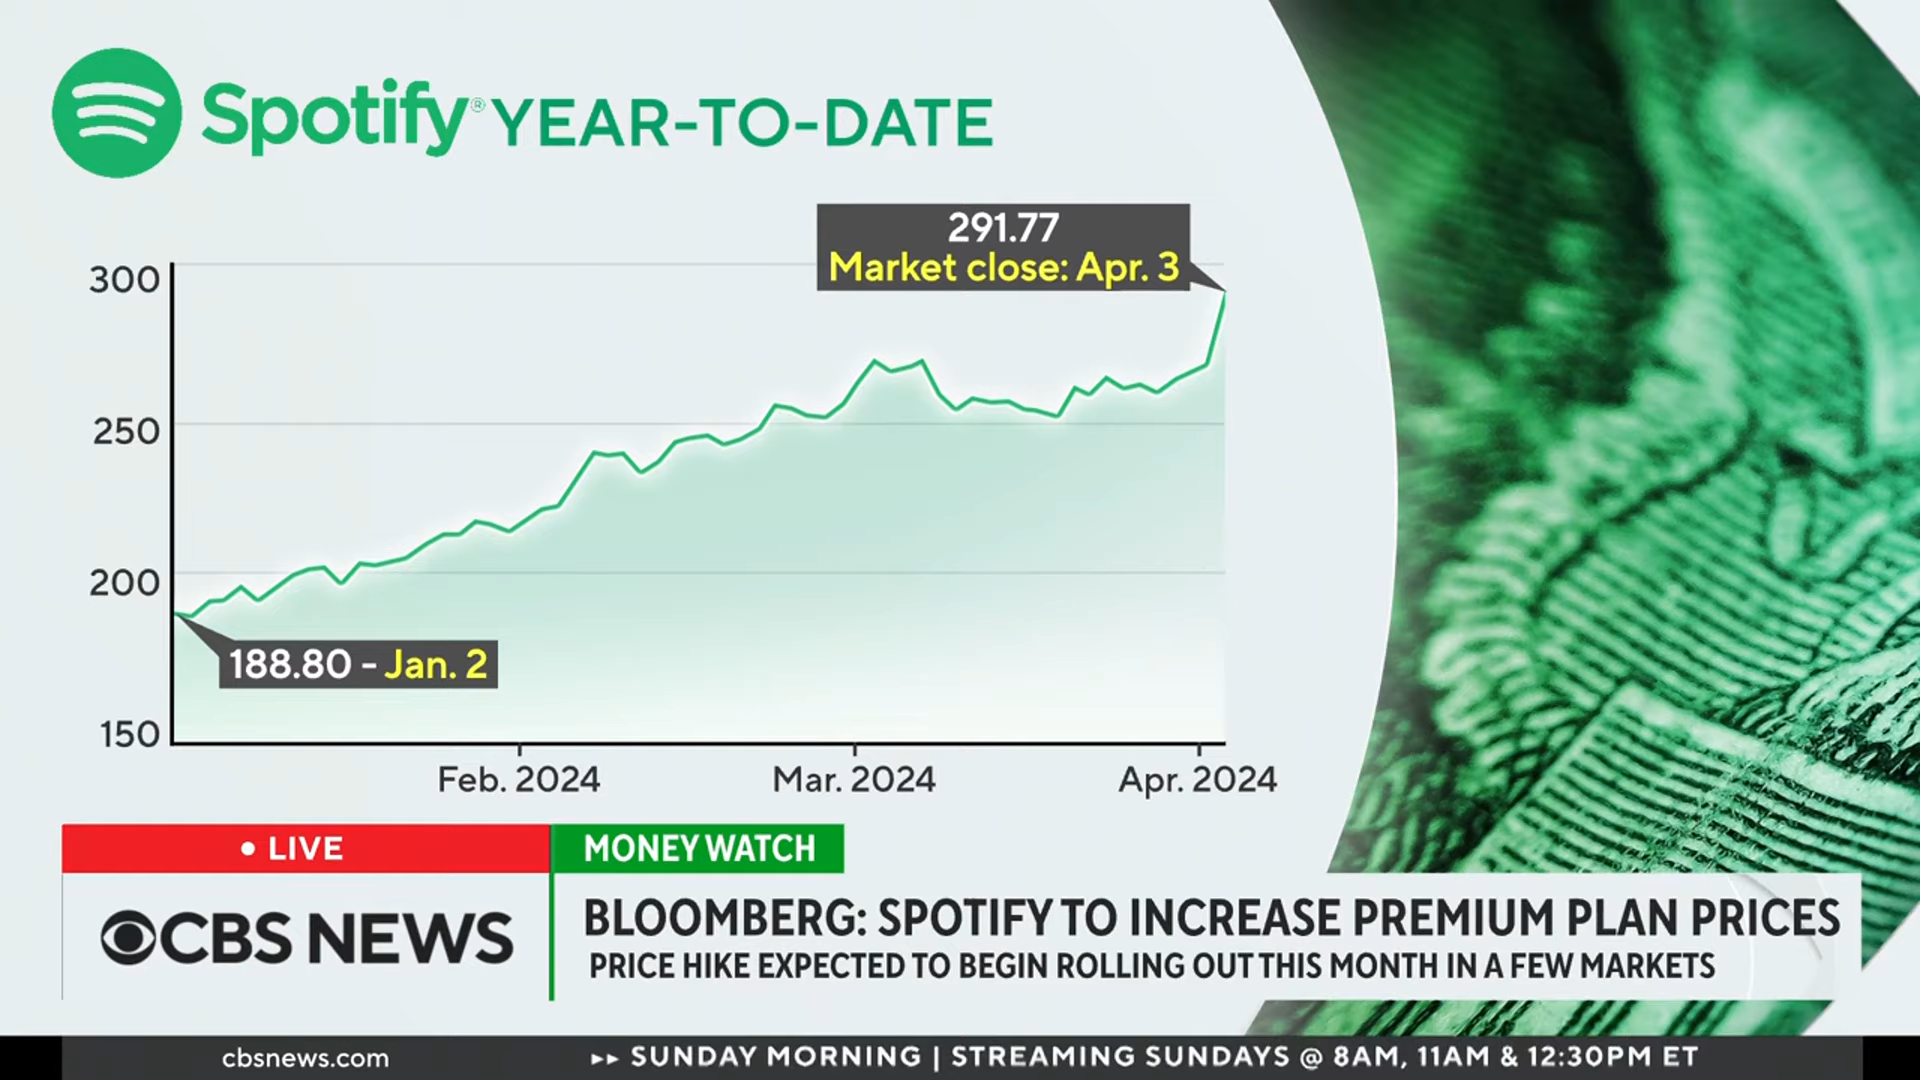 Spotify® YEAR-TO-DATE
291.77
Market close: Apr. 3
300
250
200
150
188.80 - Jan. 2
Feb. 2024
Mar. 2024
Apr. 2024
• LIVE
MONEY WATCH
CBS NEWS
BLOOMBERG: SPOTIFY TO INCREASE PREMIUM PLAN PRICES
PRICE HIKE EXPECTED TO BEGIN ROLLING OUT THIS MONTH IN A FEW MARKETS
cbsnews.com
SUNDAY MORNING | STREAMING SUNDAYS @ 8AM, 11AM & 12:30PM ET